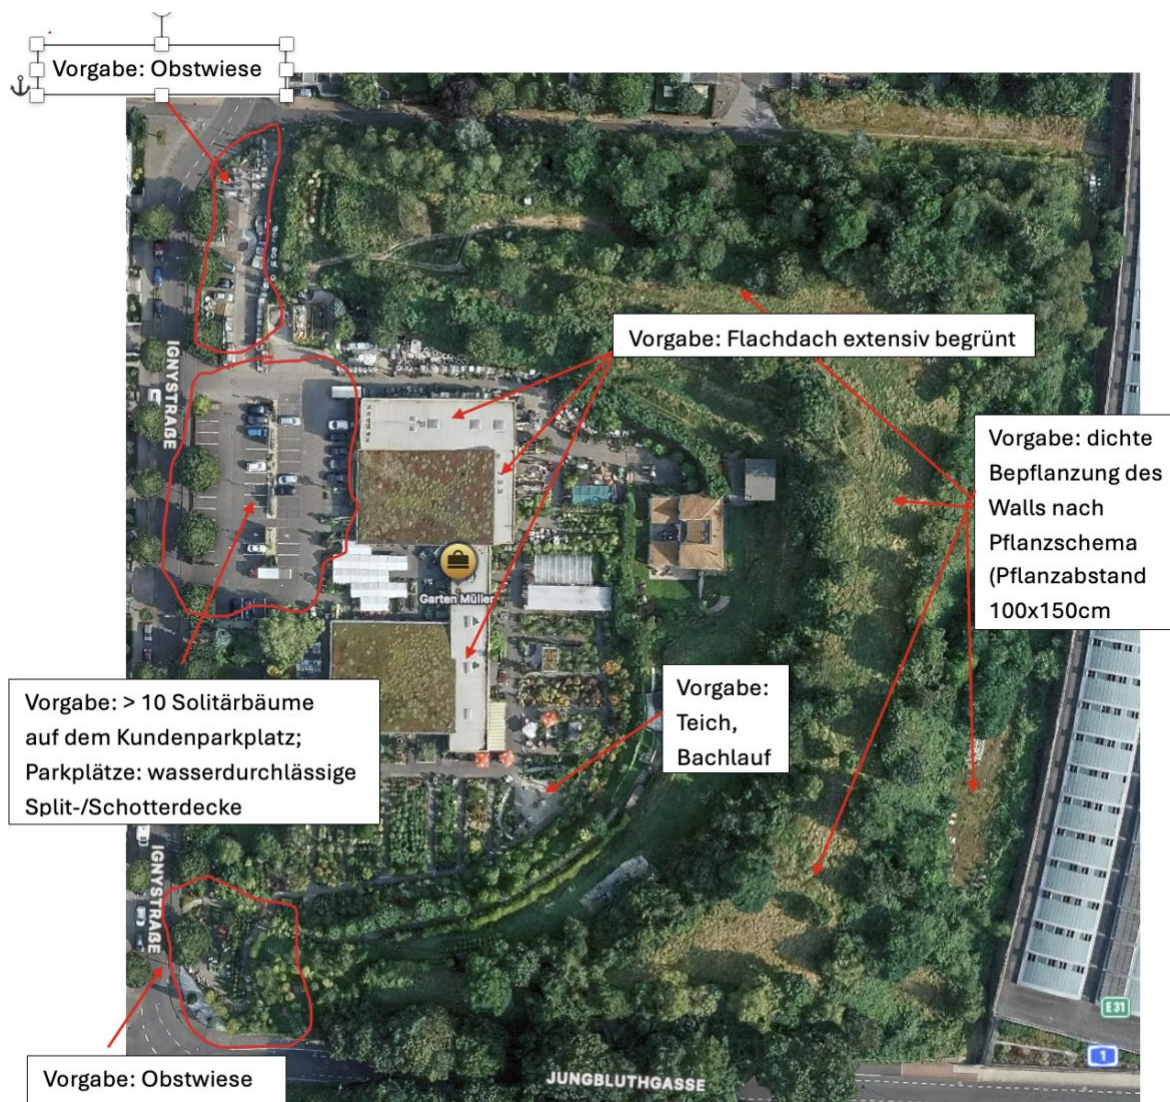 Vorgabe: Obstwiese
IGNYSTRAẞE
Vorgabe: Flachdach extensiv begrünt
Vorgabe: dichte
Bepflanzung des
Walls nach
Pflanzschema
(Pflanzabstand
100x150cm
Garten Müller
Vorgabe: > 10 Solitärbäume
auf dem Kundenparkplatz;
Parkplätze: wasserdurchlässige
Split-/Schotterdecke
Vorgabe:
Teich,
Bachlauf
IGNYSTRAẞE
Vorgabe: Obstwiese
JUNGBLUTHGASSE
E31
1